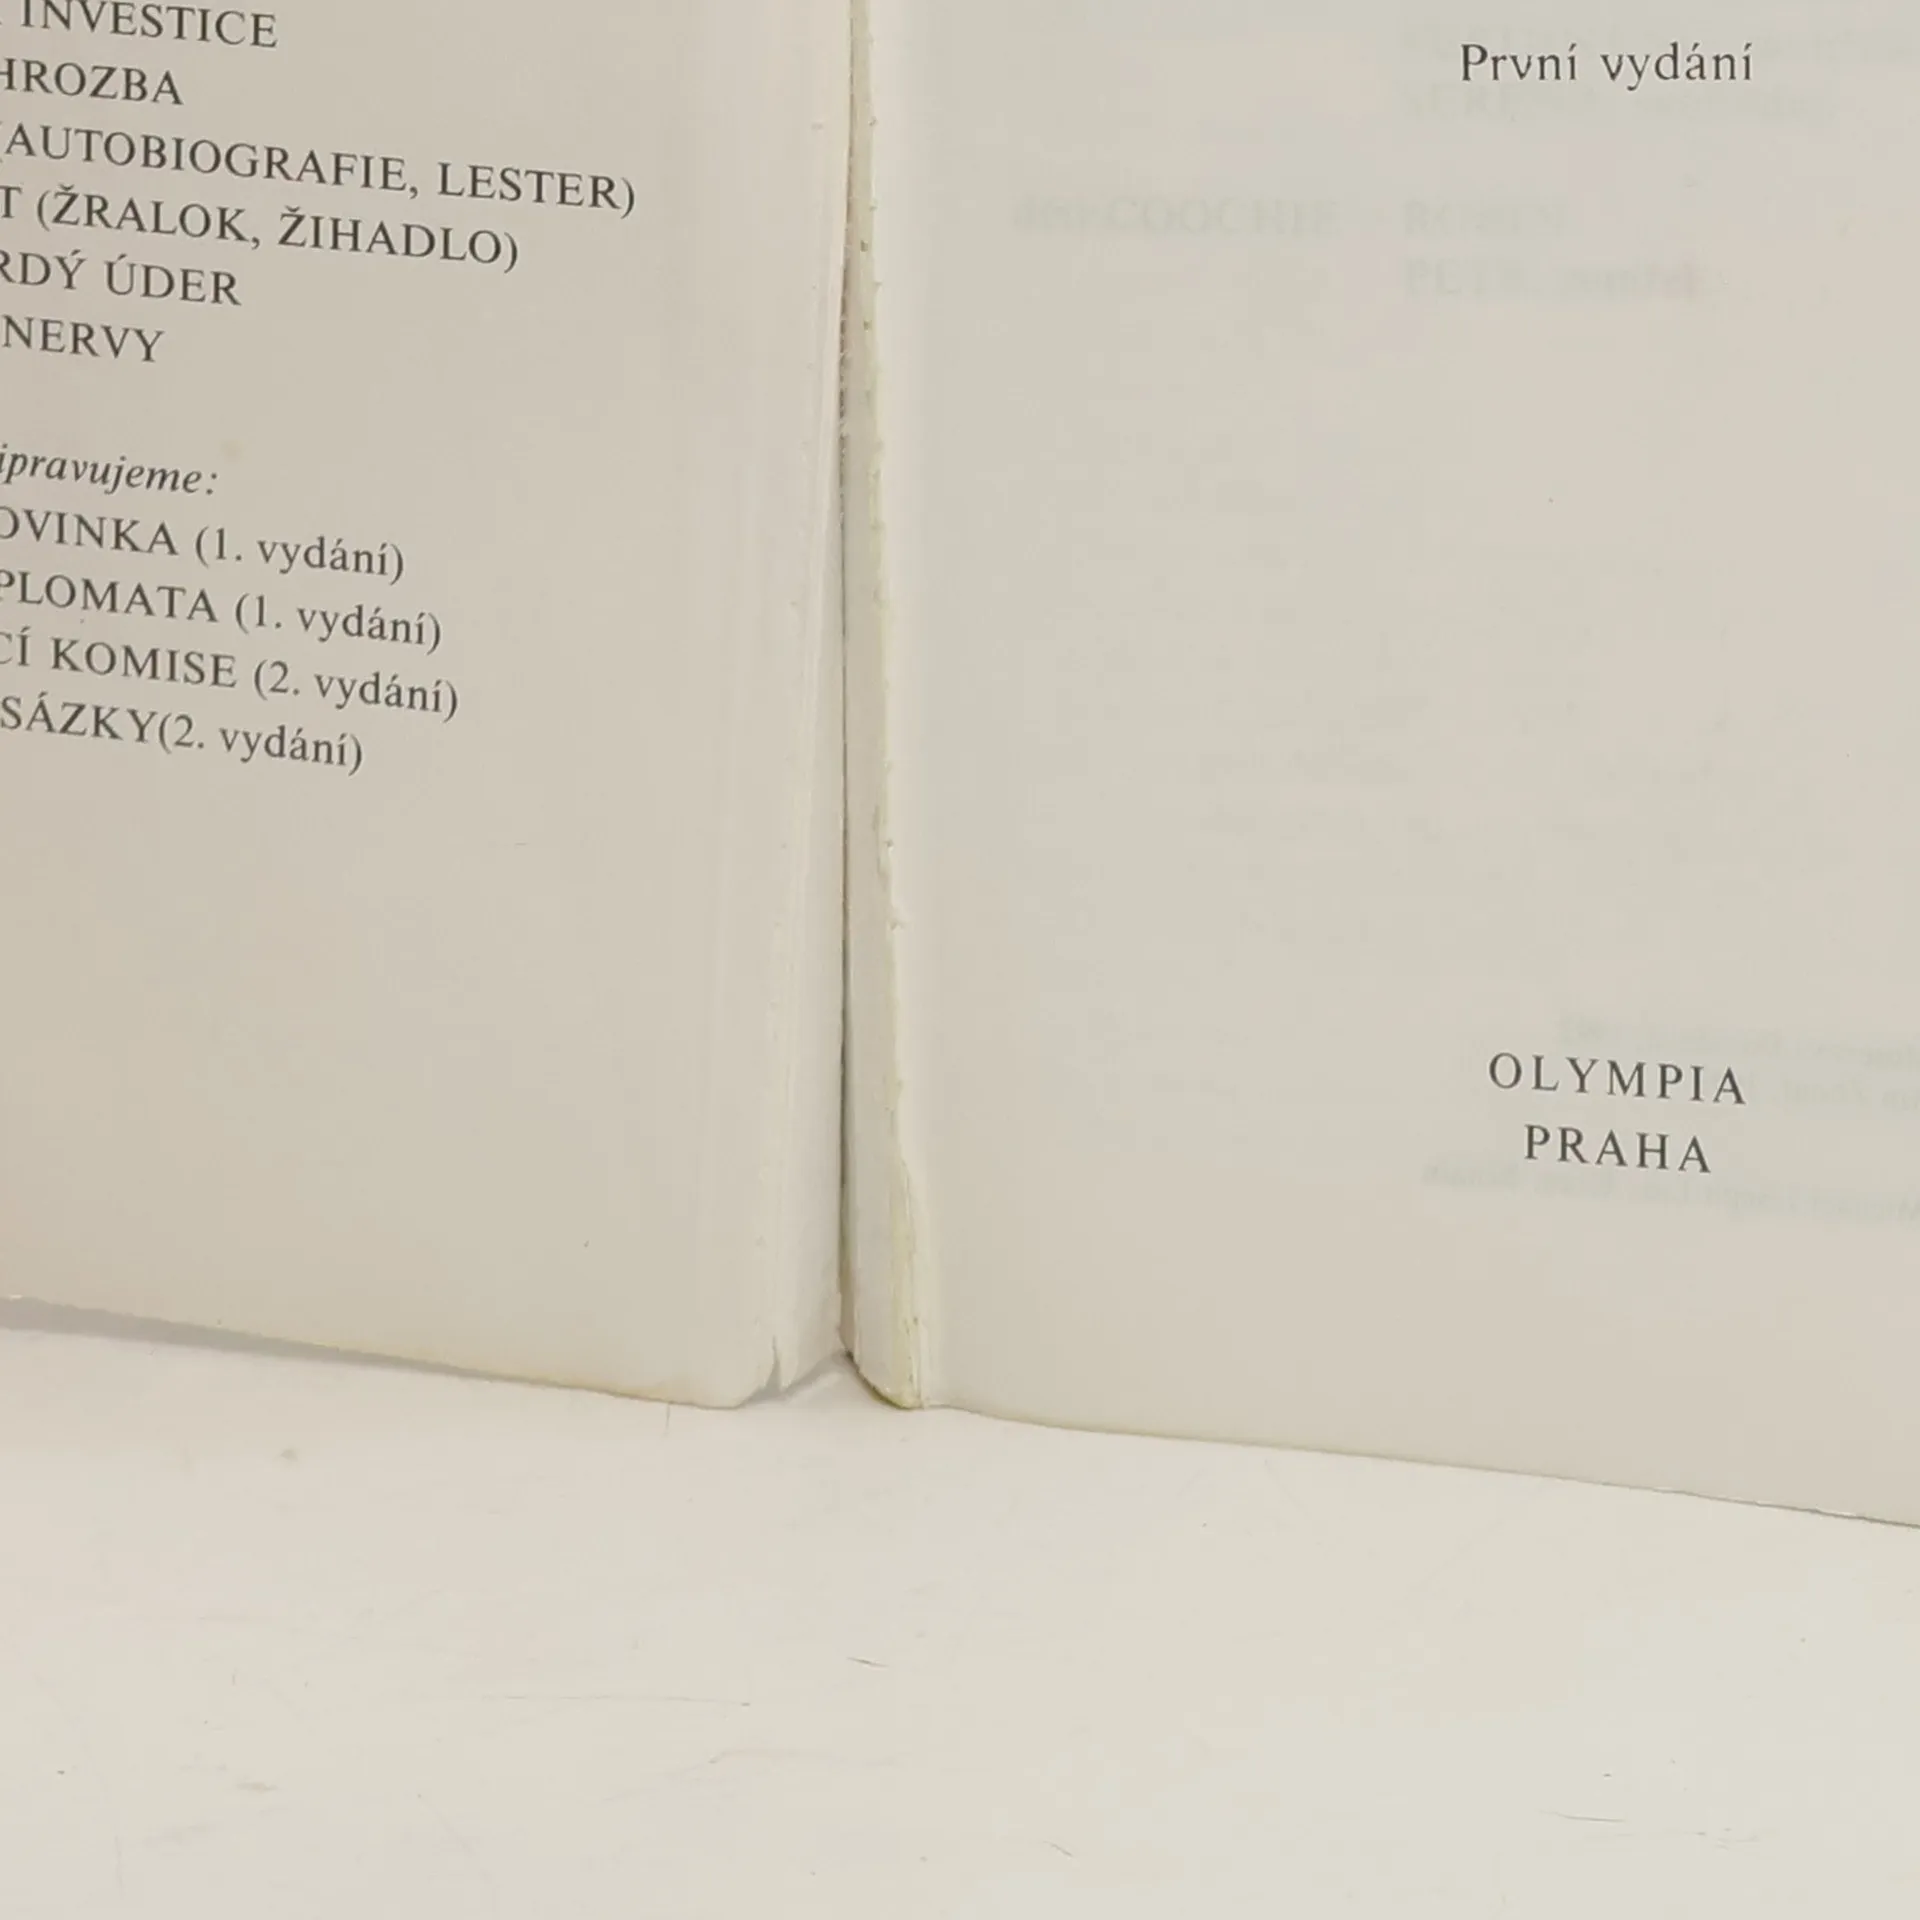 INVESTICE
HROZBA
(AUTOBIOGRAFIE, LESTER)
T (ŽRALOK, ŽIHADLO)
RDÝ ÚDER
NERVY
ipravujeme:
OVINKA (1. vydání)
PLOMATA (1. vydání)
CÍ KOMISE (2. vydání)
SÁZKY(2. vydání)
První vydání
OLYMPIA
PRAHA